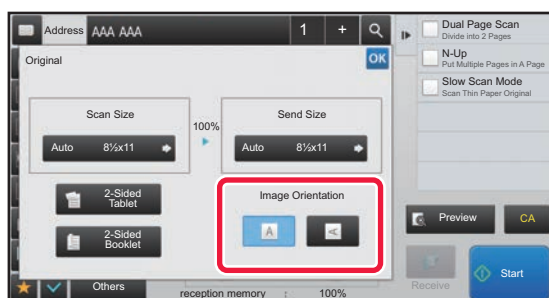 Address AAA AAA 1 +
Original OK
Scan Size
Auto 8½x11
100%
Send Size
Auto 8½x11
2-Sided
Tablet
2-Sided
Booklet
Image Orientation
A A
Others
reception memory : 100%
Dual Page Scan
Divide into 2 Pages
N-Up
Put Multiple Pages in A Page
Slow Scan Mode
Scan Thin Paper Original
Preview CA
Receive Start